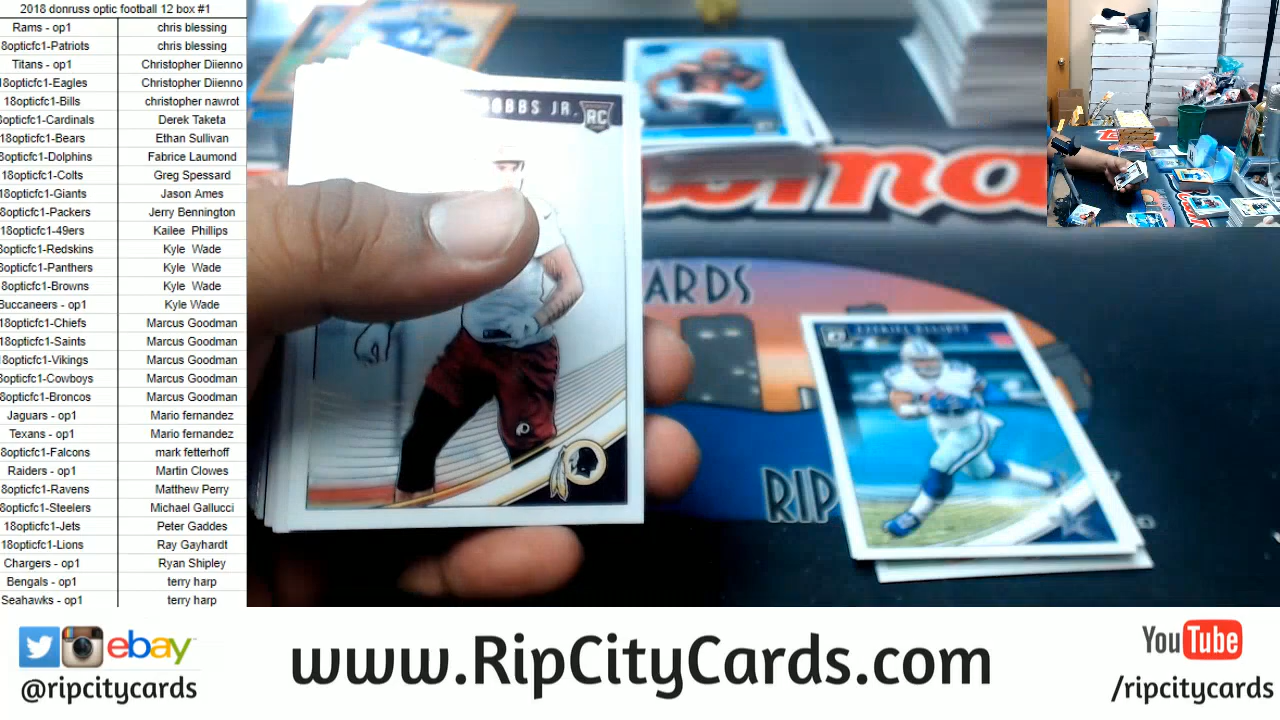 2018 donruss optic football 12 box #1
Rams - op1 chris blessing
8opticfc1-Patriots chris blessing
Titans - op1 Christopher Diienno
18opticfc1-Eagles Christopher Diienno
18opticfc1-Bills christopher nawrot
8opticfc1-Cardinals Derek Taketa
18opticfc1-Bears Ethan Sullivan
8opticfc1-Dolphins Fabrice Laumond
18opticfc1-Colts Greg Spessard
18opticfc1-Giants Jason Ames
8opticfc1-Packers Jerry Bennington
18opticfc1-49ers Kailee Phillips
8opticfc1-Redskins Kyle Wade
8opticfc1-Panthers Kyle Wade
8opticfc1-Browns Kyle Wade
Buccaneers - op1 Kyle Wade
18opticfc1-Chiefs Marcus Goodman
18opticfc1-Saints Marcus Goodman
18opticfc1-Vikings Marcus Goodman
8opticfc1-Cowboys Marcus Goodman
8opticfc1-Broncos Marcus Goodman
Jaguars - op1 Mario fernandez
Texans - op1 Mario fernandez
8opticfc1-Falcons mark fetterhoff
Raiders - op1 Martin Clowes
8opticfc1-Ravens Matthew Perry
8opticfc1-Steelers Michael Gallucci
18opticfc1-Jets Peter Gaddes
18opticfc1-Lions Ray Gayhardt
Chargers - op1 Ryan Shipley
Bengals - op1 terry harp
Seahawks - op1 terry harp
JR.
RC
ARDS
RIP
EZEKIEL ELLIOTT
ebay
@ripcitycards
www.RipCityCards.com
YouTube
/ripcitycards